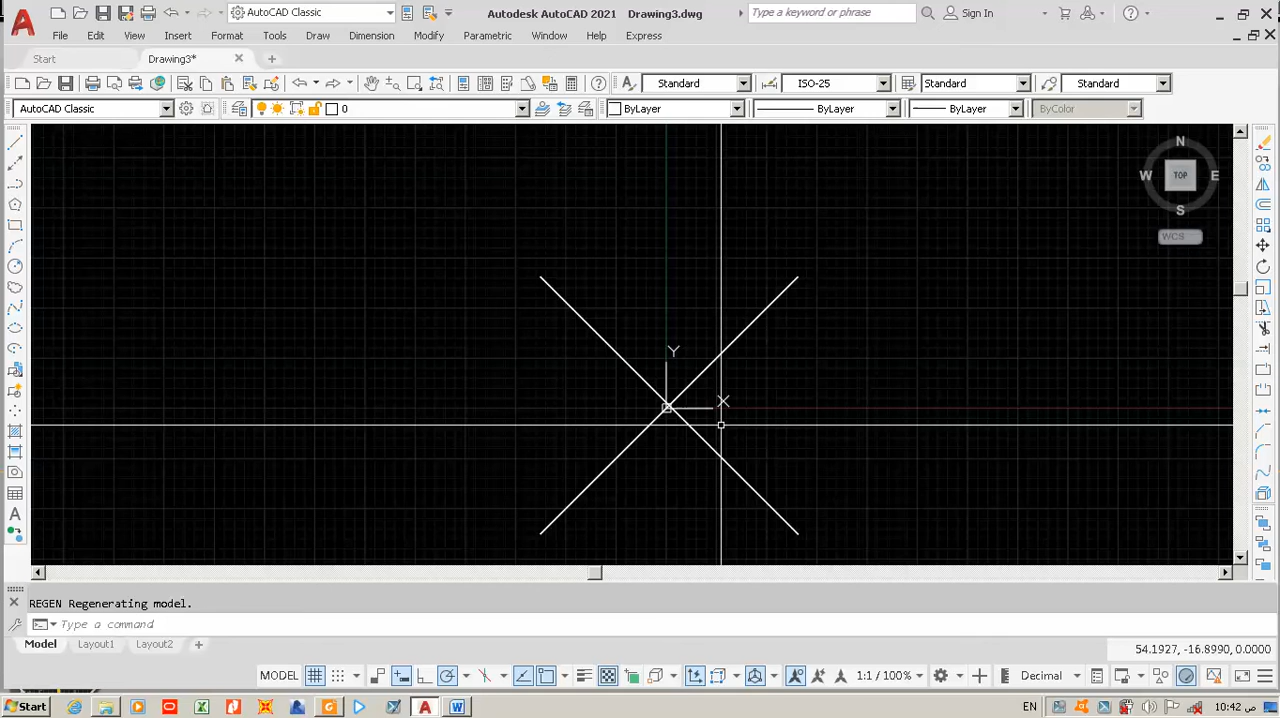 AutoCAD Classic
Autodesk AutoCAD 2021 Drawing3.dwg
Type a keyword or phrase
Sign In
File Edit View Insert Format Tools Draw Dimension Modify Parametric Window Help Express
Start
Drawing3*
Standard
ISO-25
Standard
Standard
AutoCAD Classic
0
ByLayer
ByLayer
ByLayer
ByColor
N
W
TOP
E
S
WCS
Y
X
REGEN Regenerating model.
Type a command
Model Layout1 Layout2
54.1927, -16.8990, 0.0000
MODEL
1:1 / 100%
Decimal
Start
EN
10:42 ص